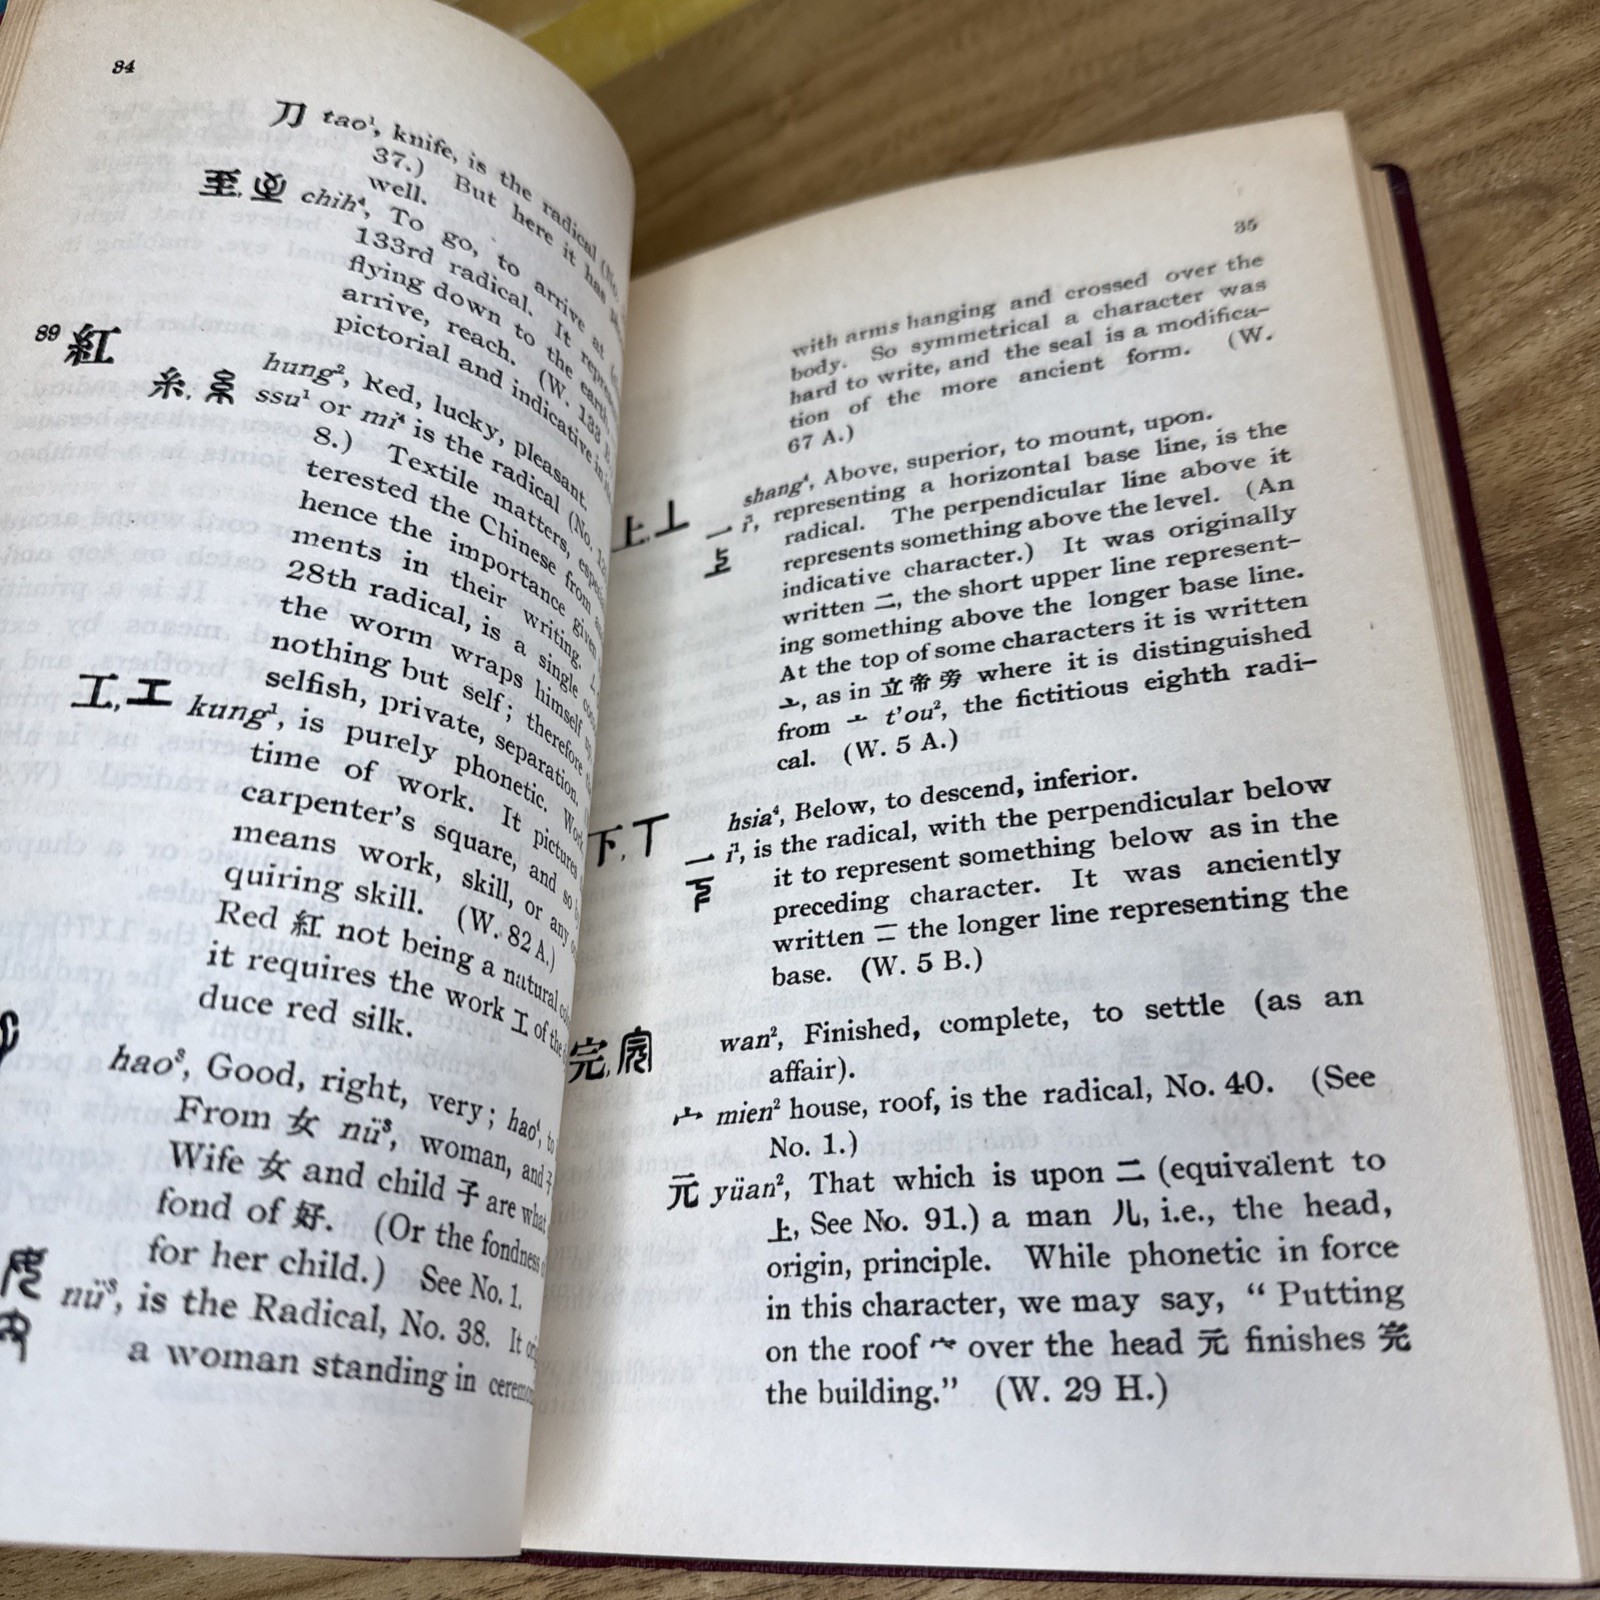 34
刀 tao¹, knife, is the radical
37.) But here it has
well.
至, chih⁴, To go, to arrive at
133rd radical. It
flying down to the earth,
arrive, reach. (W. 133
pictorial and indicative in
89 紅 hung², Red, lucky, pleasant.
糸, ssu¹ or mi⁴ is the radical (No.
8.) Textile matters,
terested the Chinese from
hence the importance given
ments in their writing.
28th radical, is a single
the worm wraps himself
nothing but self; therefore
selfish, private, separation.
工, kung¹, is purely phonetic.
time of work. It pictures
carpenter's square, and so
means work, skill, or any
quiring skill. (W. 82 A.)
Red 紅 not being a natural
it requires the work 工 of the
duce red silk.
hao³, Good, right, very; hao⁴, to
From 女 nü³, woman, and 子
Wife 女 and child 子 are what
fond of 好. (Or the fondness
for her child.) See No. 1.
nü³, is the Radical, No. 38. It
a woman standing in
35
with arms hanging and crossed over the
body. So symmetrical a character was
hard to write, and the seal is a modifica-
tion of the more ancient form. (W.
67 A.)
上, 丄 shang⁴, Above, superior, to mount, upon.
一 i¹, representing a horizontal base line, is the
radical. The perpendicular line above it
represents something above the level. (An
indicative character.) It was originally
written 二, the short upper line represent-
ing something above the longer base line.
At the top of some characters it is written
亠, as in 立 帝 旁 where it is distinguished
from 亠 t'ou², the fictitious eighth radi-
cal. (W. 5 A.)
下, 丅 hsia⁴, Below, to descend, inferior.
一 i¹, is the radical, with the perpendicular below
it to represent something below as in the
preceding character. It was anciently
written 二 the longer line representing the
base. (W. 5 B.)
完, wan², Finished, complete, to settle (as an
affair).
宀 mien² house, roof, is the radical, No. 40. (See
No. 1.)
元 yüan², That which is upon 二 (equivalent to
上, See No. 91.) a man 儿, i.e., the head,
origin, principle. While phonetic in force
in this character, we may say, “Putting
on the roof 宀 over the head 元 finishes 完
the building.” (W. 29 H.)